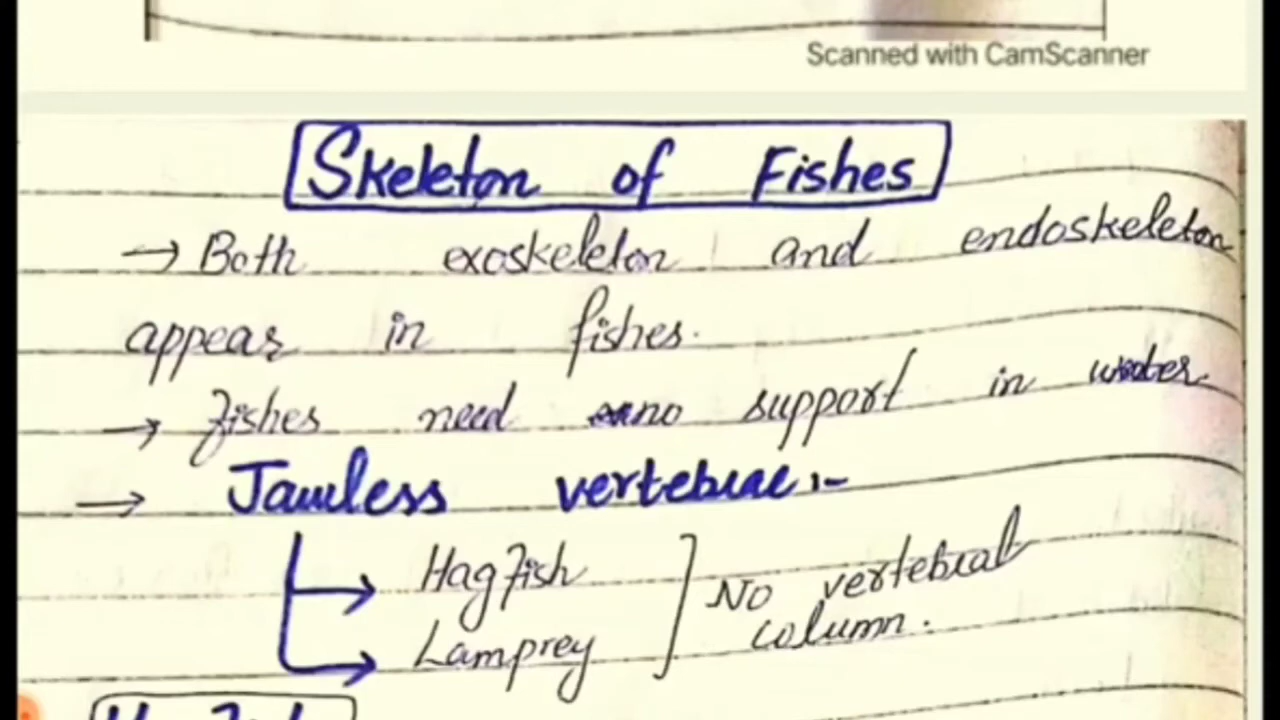 Scanned with CamScanner
Skeleton of Fishes
→ Both exoskeleton and endoskeleton
appear in fishes.
→ Fishes need no support in water
→ Jawless vertebrae:-
Hagfish
Lamprey
No vertebral
column.